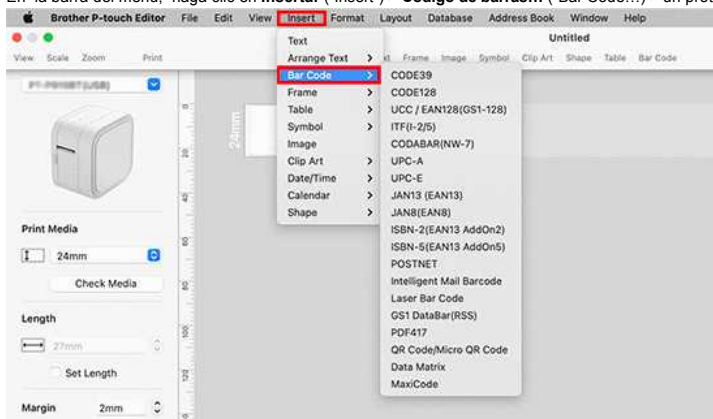 En la barra del menú, haga clic en Insertar ("Insert") - Código de barras... ("Bar Code...) - un prot
Brother P-touch Editor File Edit View Insert Format Layout Database Address Book Window Help
Untitled
View Scale Zoom Print Frame Image Symbol Clip Art Shape Table Bar Code
Text
Arrange Text
Bar Code
Frame
Table
Symbol
Image
Clip Art
Date/Time
Calendar
Shape
CODE39
CODE128
UCC / EAN128(GS1-128)
ITF(I-2/5)
CODABAR(NW-7)
UPC-A
UPC-E
JAN13 (EAN13)
JAN8(EAN8)
ISBN-2(EAN13 AddOn2)
ISBN-5(EAN13 AddOn5)
POSTNET
Intelligent Mail Barcode
Laser Bar Code
GS1 DataBar(RSS)
PDF417
QR Code/Micro QR Code
Data Matrix
MaxiCode
24mm
Print Media
24mm
Check Media
Length
27mm
Set Length
Margin 2mm